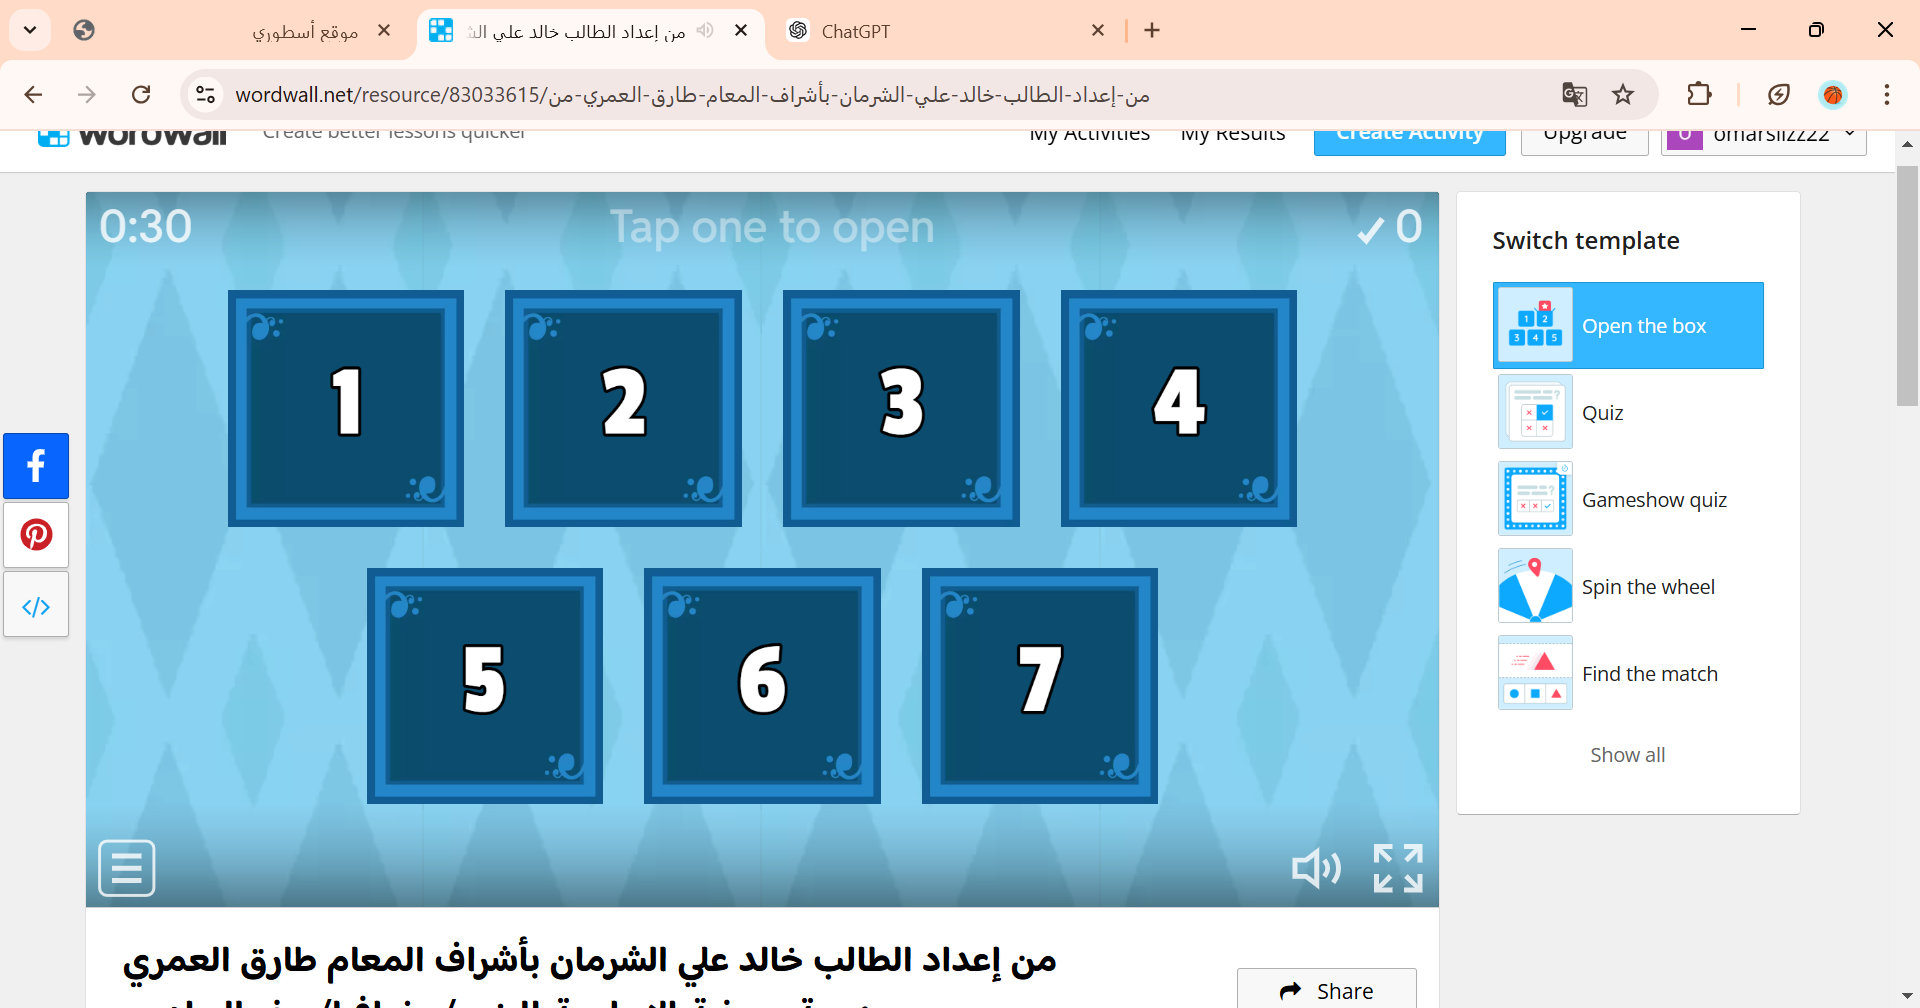 موقع أسطوري
من إعداد الطالب خالد علي
ChatGPT
wordwall.net/resource/83033615/من-إعداد-الطالب-خالد-علي-الشرمان-بأشراف-المعام-طارق-العمري-من
Wordwall
Create better lessons quicker
My Activities
My Results
Create Activity
Upgrade
U
omarslizz22
0:30
Tap one to open
0
1
2
3
4
5
6
7
Switch template
Open the box
Quiz
Gameshow quiz
Spin the wheel
Find the match
Show all
من إعداد الطالب خالد علي الشرمان بأشراف المعام طارق العمري
Share